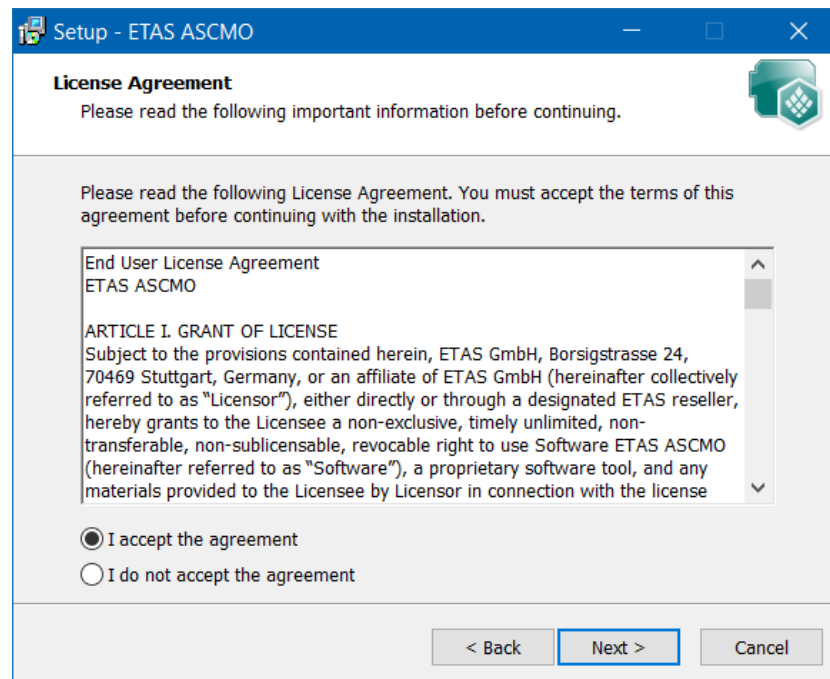 Setup - ETAS ASCMO
License Agreement
Please read the following important information before continuing.
Please read the following License Agreement. You must accept the terms of this
agreement before continuing with the installation.
End User License Agreement
ETAS ASCMO
ARTICLE I. GRANT OF LICENSE
Subject to the provisions contained herein, ETAS GmbH, Borsigstrasse 24,
70469 Stuttgart, Germany, or an affiliate of ETAS GmbH (hereinafter collectively
referred to as “Licensor”), either directly or through a designated ETAS reseller,
hereby grants to the Licensee a non-exclusive, timely unlimited, non-
transferable, non-sublicensable, revocable right to use Software ETAS ASCMO
(hereinafter referred to as “Software”), a proprietary software tool, and any
materials provided to the Licensee by Licensor in connection with the license
I accept the agreement
I do not accept the agreement
< Back
Next >
Cancel